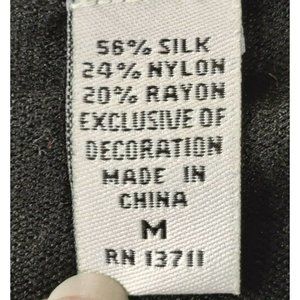 56% SILK
24% NYLON
20% RAYON
EXCLUSIVE OF
DECORATION
MADE IN
CHINA
M
RN 13711